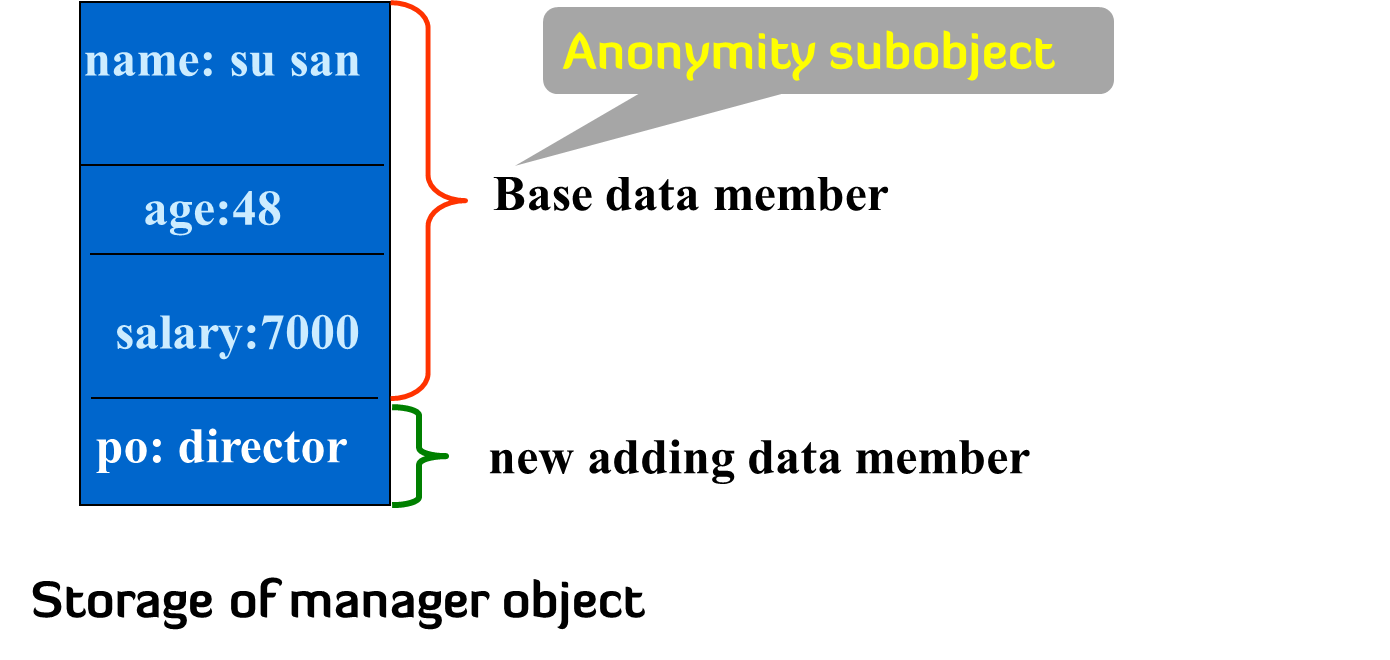 name: su san
Anonymity subobject
age:48
Base data member
salary:7000
po: director
new adding data member
Storage of manager object